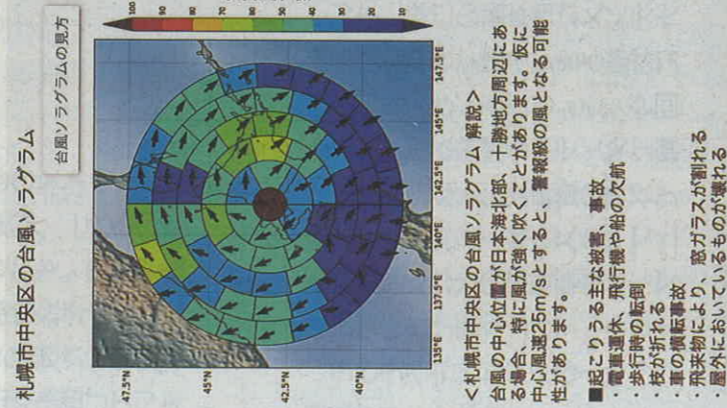 札幌市中央区の台風ソラグラム
台風ソラグラムの見方
47.5°N
45°N
42.5°N
40°N
135°E
137.5°E
140°E
142.5°E
145°E
147.5°E
100
90
80
70
60
50
40
30
20
10
<札幌市中央区の台風ソラグラム 解説>
台風の中心位置が日本海北部、十勝地方周辺にあ
る場合、特に風が強く吹くことがあります。仮に
中心風速25m/sとすると、警報級の風となる可能
性があります。
■起こりうる主な被害、事故
・電車運休、飛行機や船の欠航
・歩行時の転倒
・枝が折れる
・車の横転事故
・飛来物により、窓ガラスが割れる
・屋外においているものが壊れる